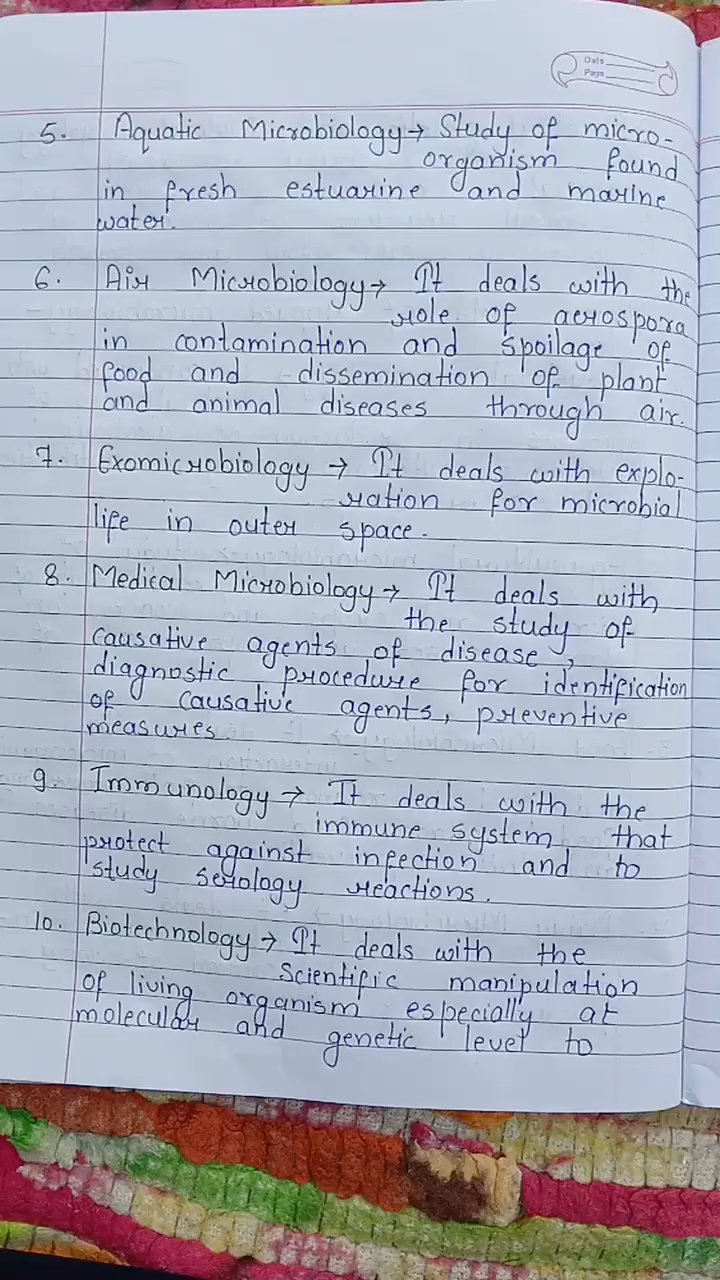 Date
Page
5. Aquatic Microbiology → Study of micro-
organism found
in fresh estuarine and marine
water.
6. Air Microbiology → It deals with the
role of aerospora
in contamination and spoilage of
food and dissemination of plant
and animal diseases through air.
7. Exomicrobiology → It deals with explo-
ration for microbial
life in outer space.
8. Medical Microbiology → It deals with
the study of
causative agents of disease,
diagnostic procedure for identification
of causative agents, preventive
measures.
9. Immunology → It deals with the
immune system that
protect against infection and to
study serology reactions.
10. Biotechnology → It deals with the
Scientific manipulation
of living organism especially at
molecular and genetic level to